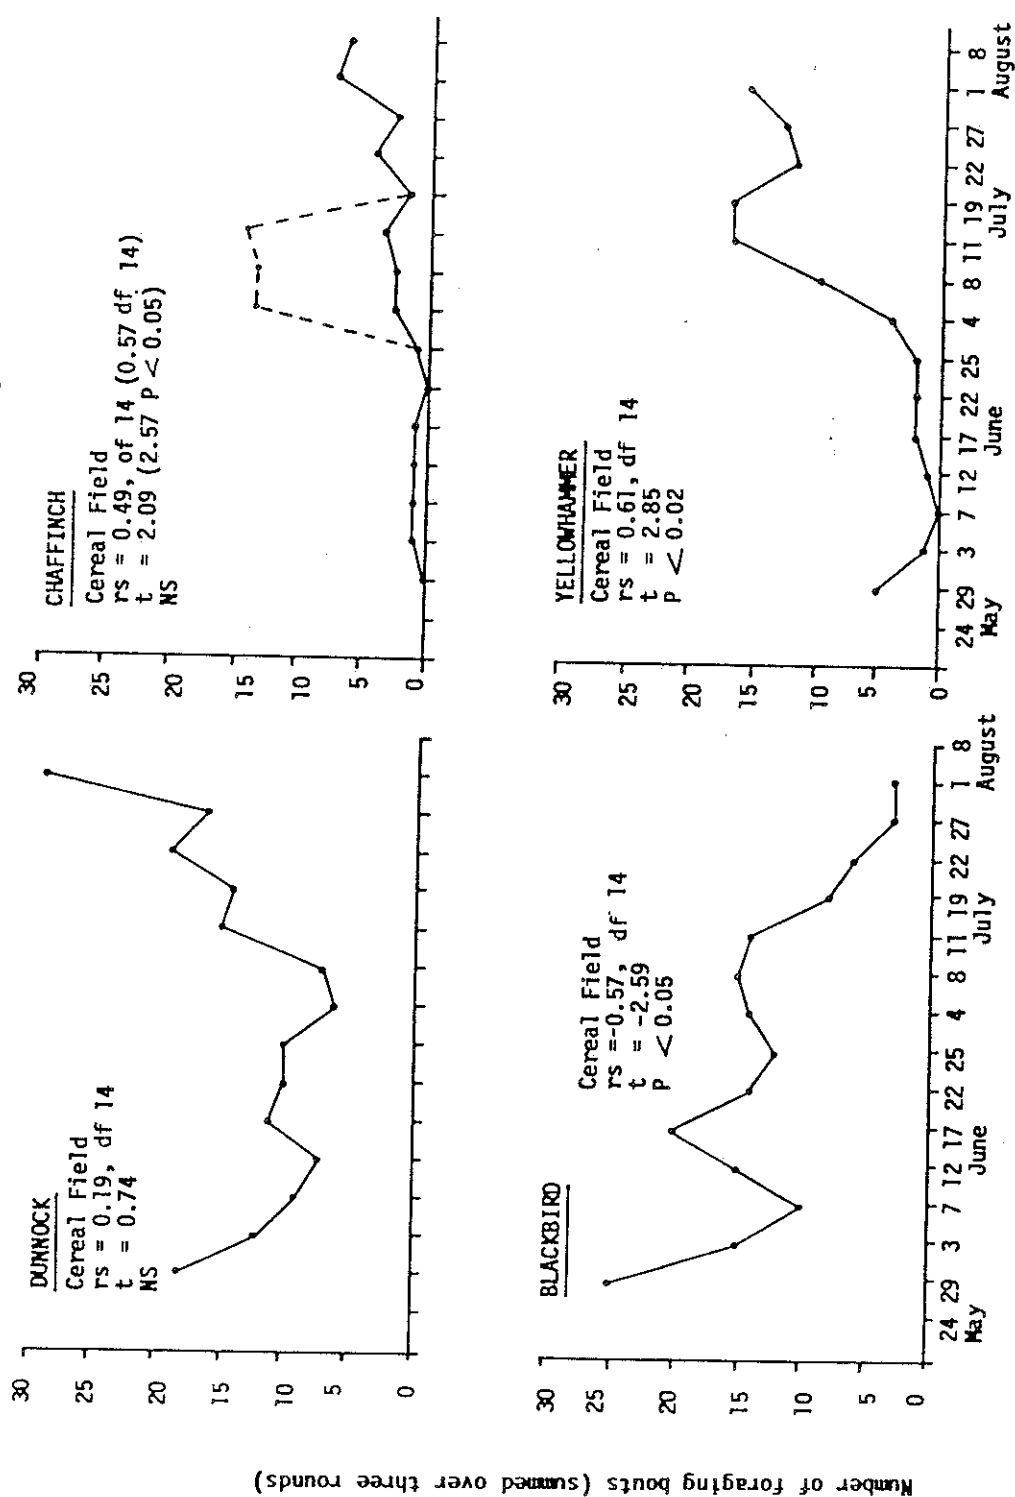 Number of foraging bouts (summed over three rounds)
DUNNOCK
Cereal Field
rs = 0.19, df 14
t = 0.74
NS
30
25
20
15
10
5
0
CHAFFINCH
Cereal Field
rs = 0.49, of 14 (0.57 df 14)
t = 2.09 (2.57 P < 0.05)
NS
30
25
20
15
10
5
0
BLACKBIRD
Cereal Field
rs =-0.57, df 14
t = -2.59
P < 0.05
30
25
20
15
10
5
0
24 29 3 7 12 17 22 25 4 8 11 19 22 27 1 8
May June July August
YELLOWHAMMER
Cereal Field
rs = 0.61, df 14
t = 2.85
P < 0.02
30
25
20
15
10
5
0
24 29 3 7 12 17 22 25 4 8 11 19 22 27 1 8
May June July August